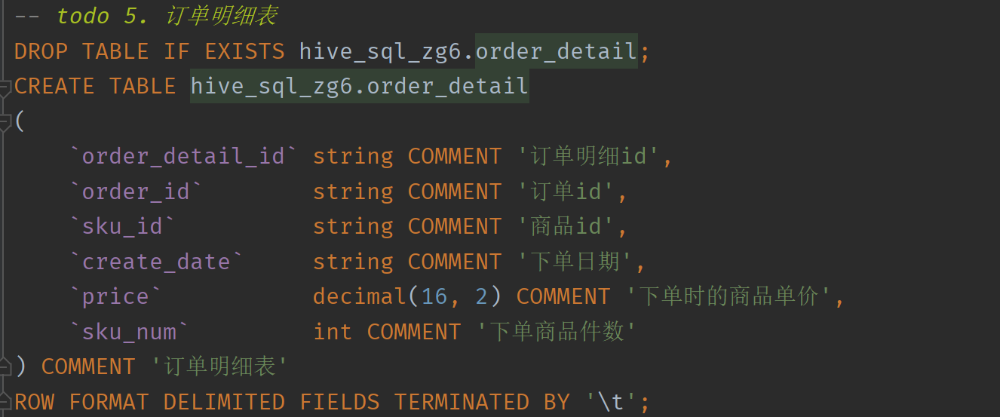 -- todo 5. 订单明细表
DROP TABLE IF EXISTS hive_sql_zg6.order_detail;
CREATE TABLE hive_sql_zg6.order_detail
(
    `order_detail_id` string COMMENT '订单明细id',
    `order_id`        string COMMENT '订单id',
    `sku_id`          string COMMENT '商品id',
    `create_date`     string COMMENT '下单日期',
    `price`           decimal(16, 2) COMMENT '下单时的商品单价',
    `sku_num`         int COMMENT '下单商品件数'
) COMMENT '订单明细表'
ROW FORMAT DELIMITED FIELDS TERMINATED BY '\t';